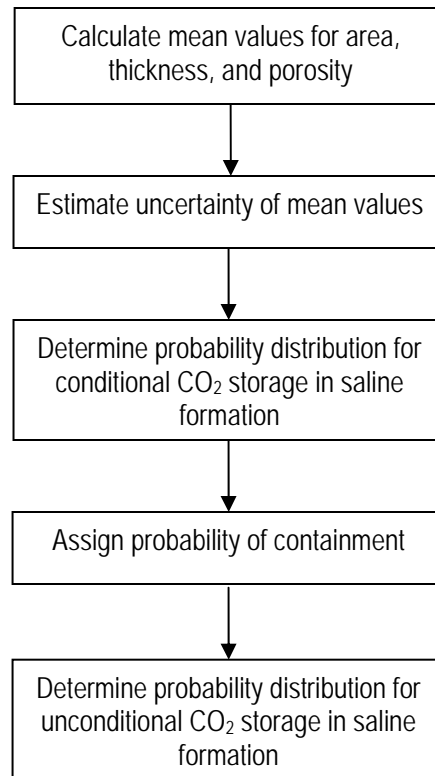 Calculate mean values for area,
thickness, and porosity
Estimate uncertainty of mean values
Determine probability distribution for
conditional CO₂ storage in saline
formation
Assign probability of containment
Determine probability distribution for
unconditional CO₂ storage in saline
formation